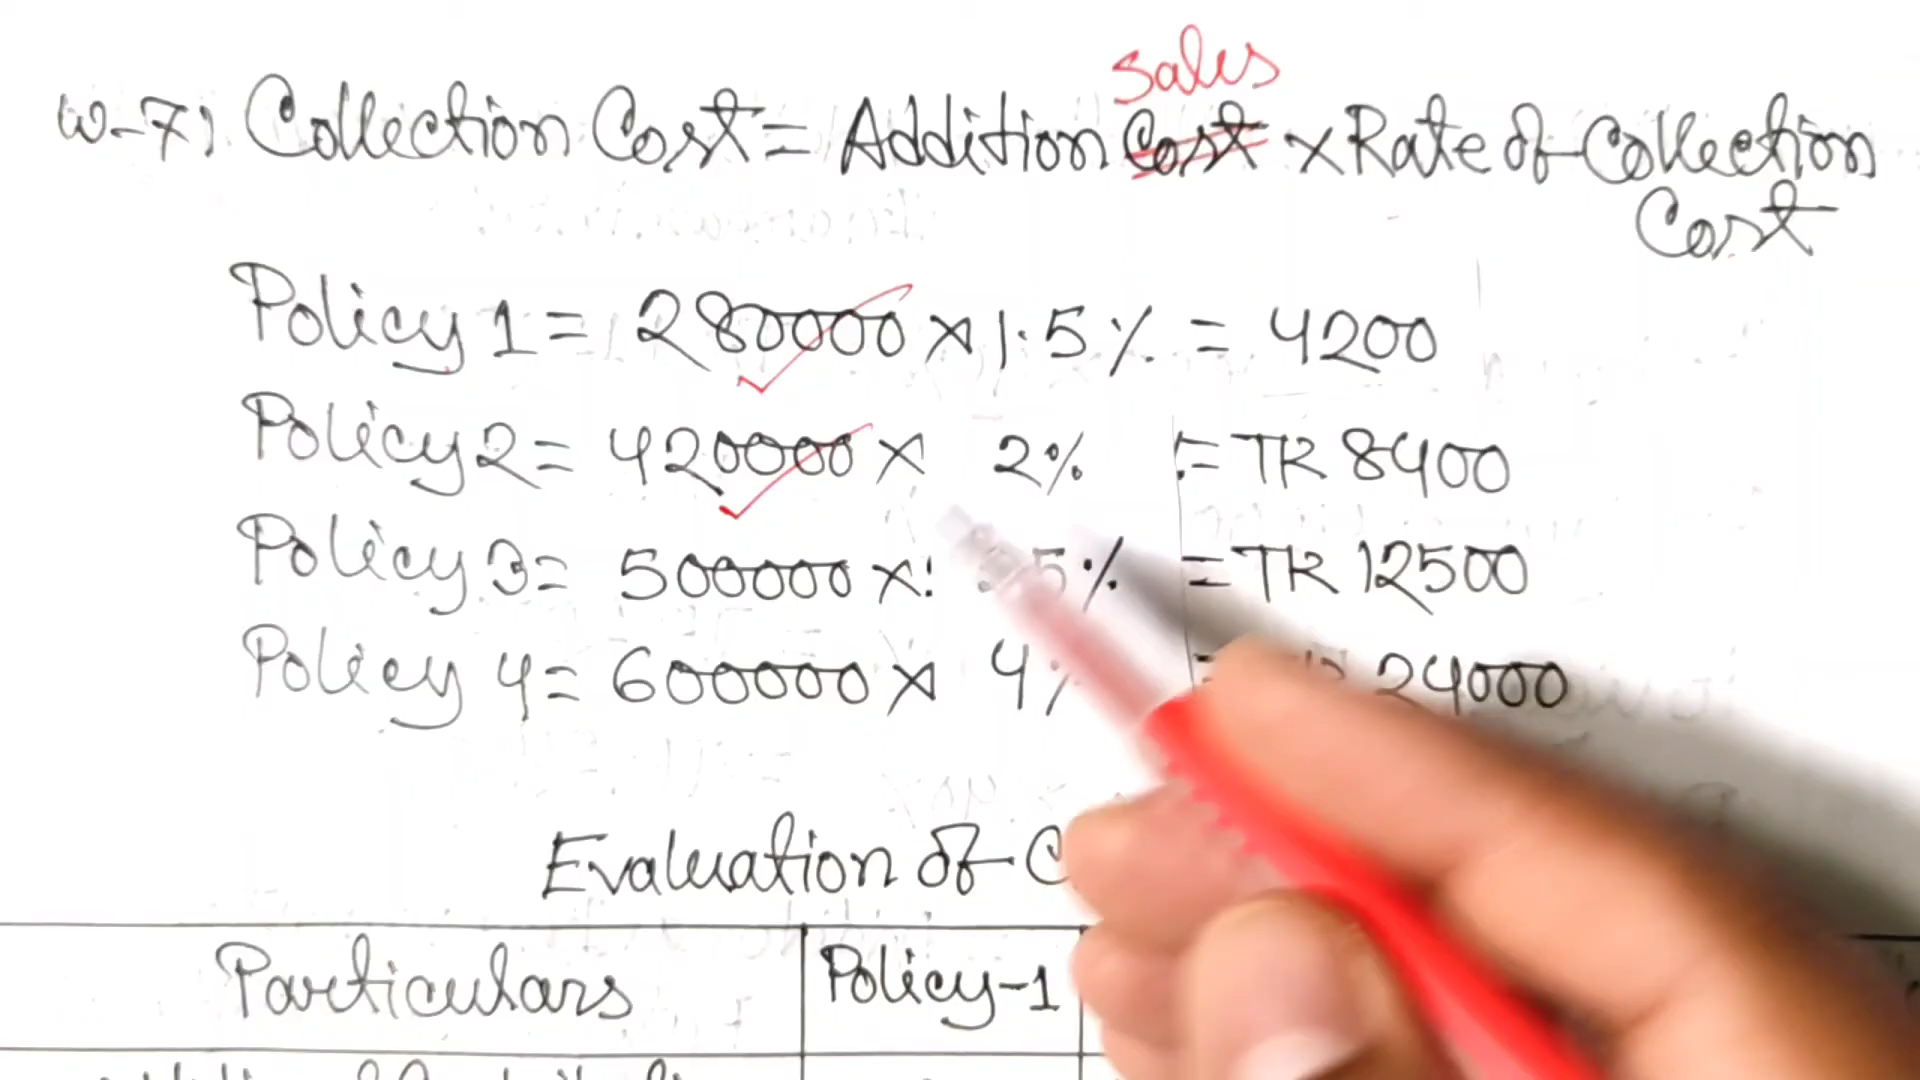 Sales
W-7: Collection Cost = Addition Cost × Rate of Collection
Cost
Policy 1 = 280000 × 1.5% = 4200
Policy 2 = 420000 × 2% = TK 8400
Policy 3 = 500000 × 5% = TK 12500
Policy 4 = 600000 × 4% = 24000
Evaluation of
Particulars Policy-1